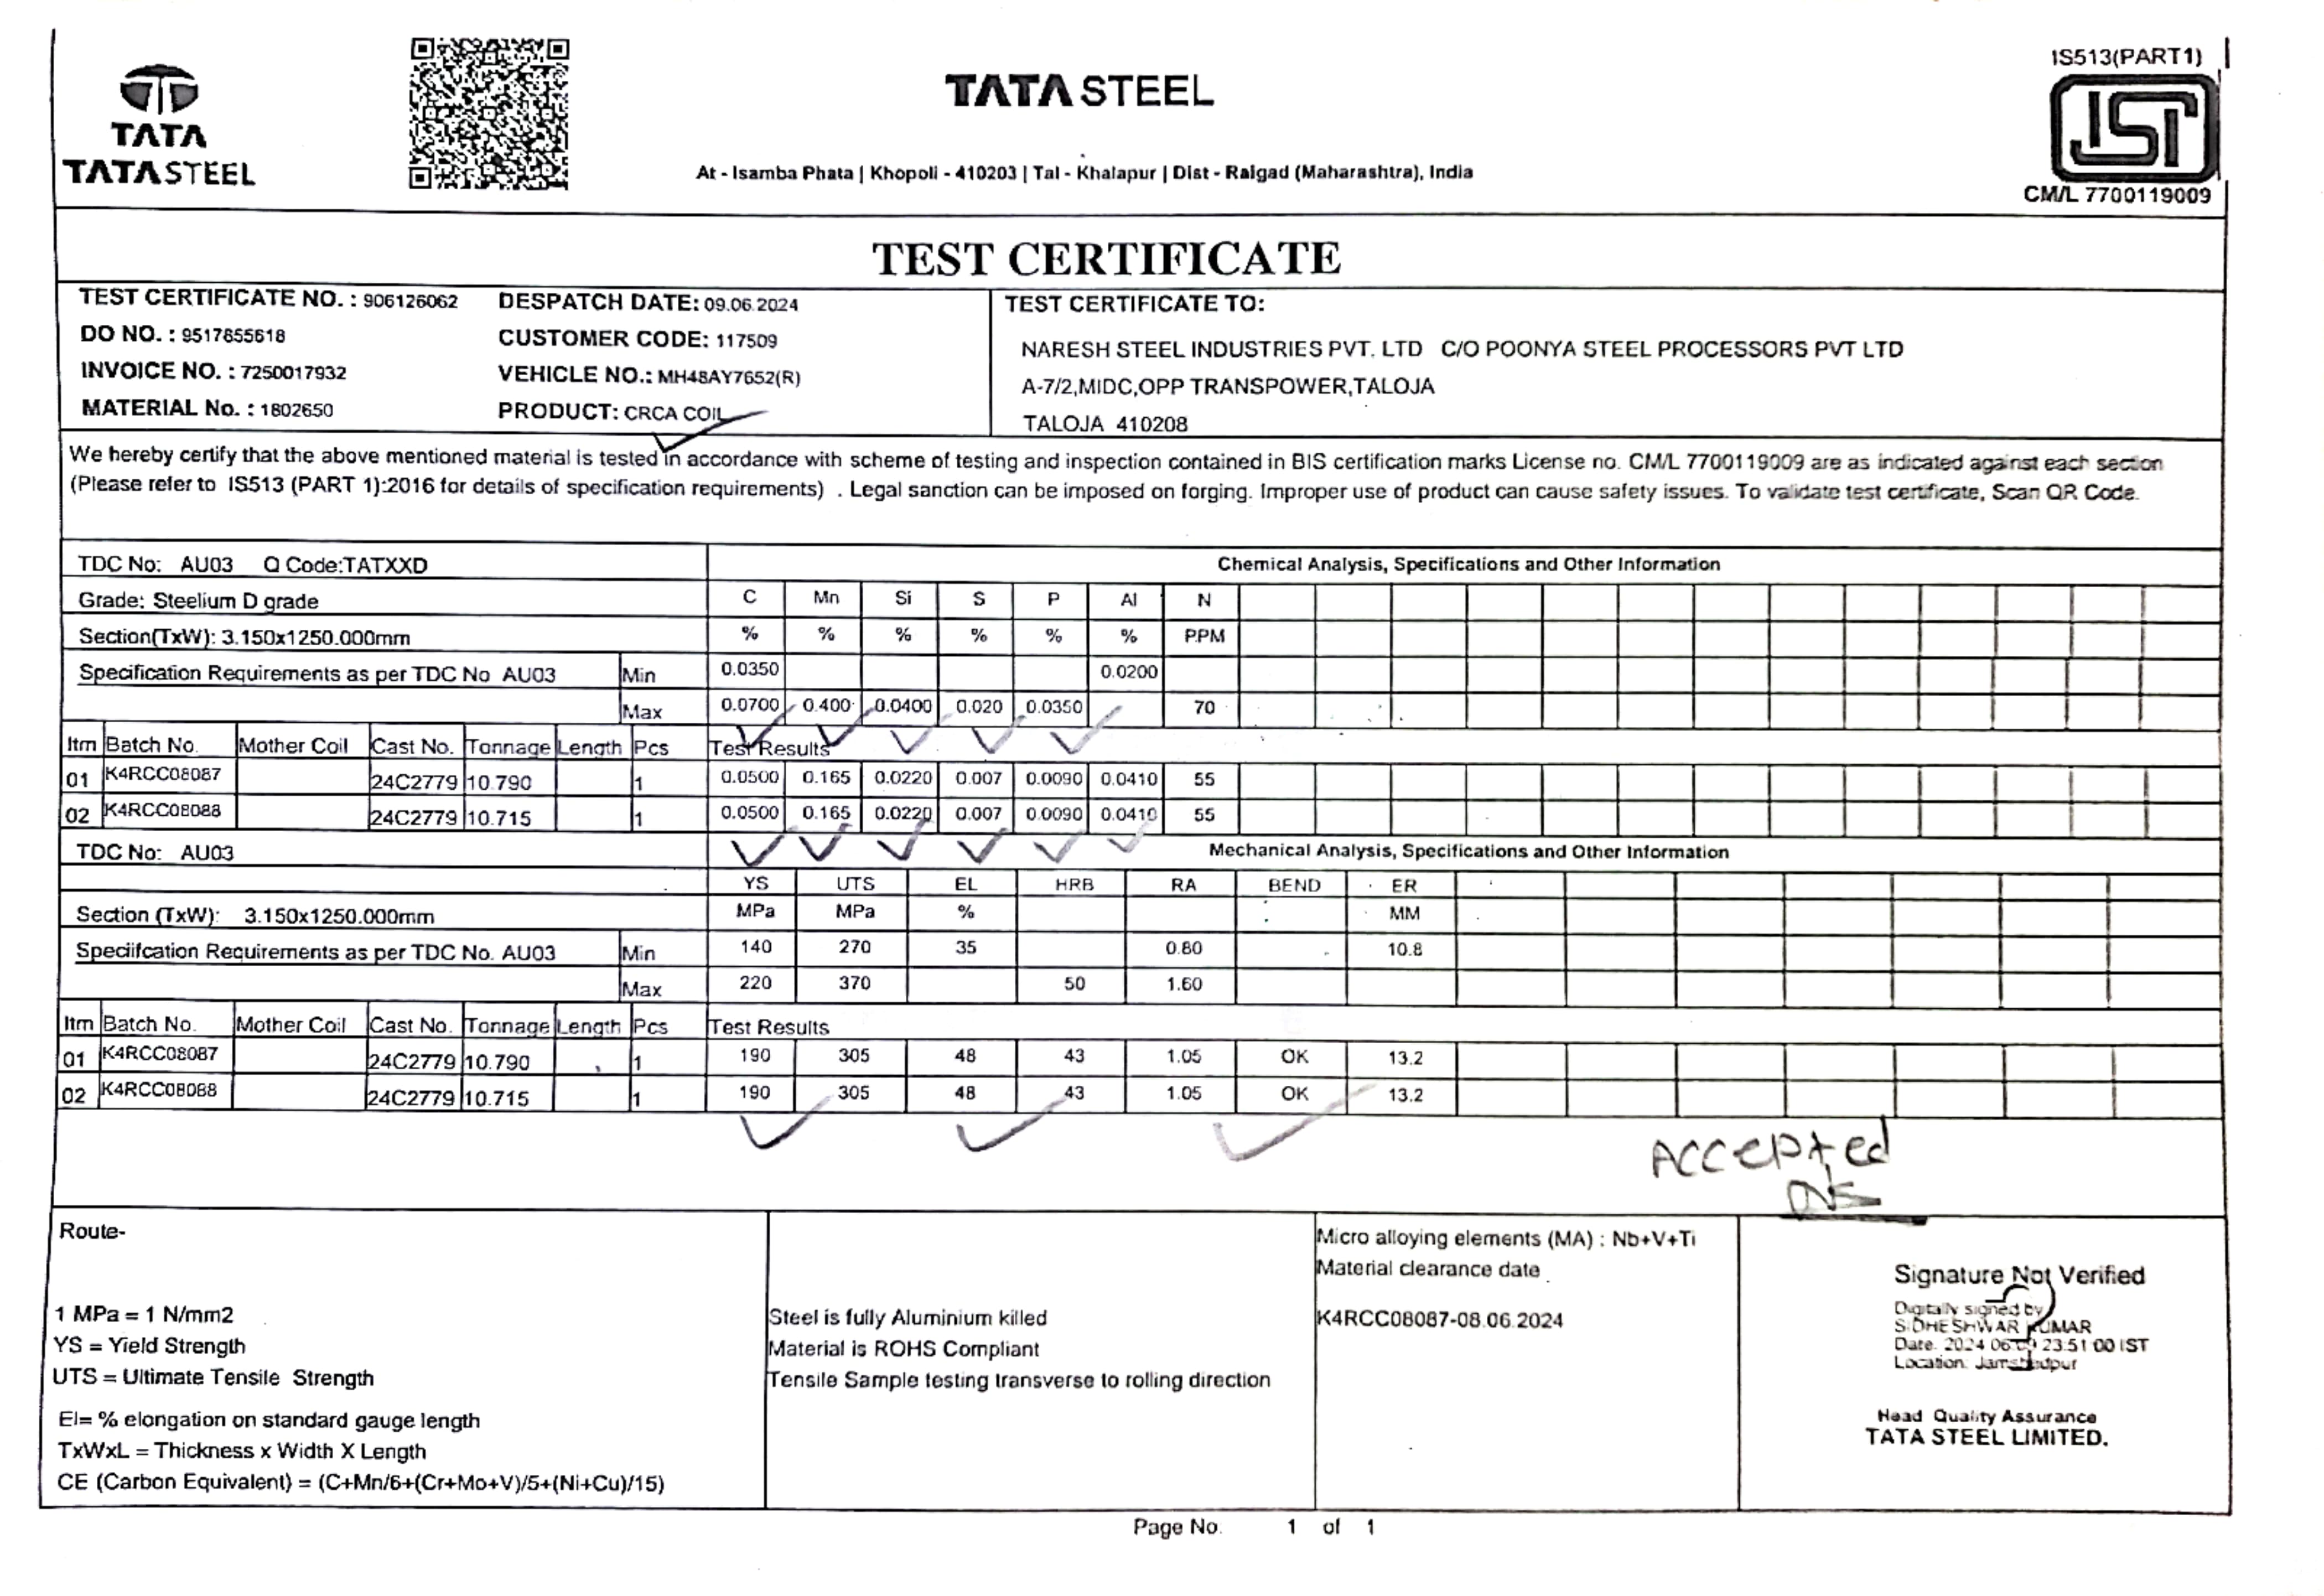 IS513(PART1)
TATA
TATA STEEL
TATA STEEL
At - Isamba Phata | Khopoli - 410203 | Tal - Khalapur | Dist - Raigad (Maharashtra), India
CM/L 7700119009
TEST CERTIFICATE
TEST CERTIFICATE NO. : 906126062 DESPATCH DATE: 09.06.2024
DO NO. : 9517855618 CUSTOMER CODE: 117509
INVOICE NO. : 7250017932 VEHICLE NO.: MH48AY7652(R)
MATERIAL No. : 1802650 PRODUCT: CRCA COIL
TEST CERTIFICATE TO:
NARESH STEEL INDUSTRIES PVT. LTD C/O POONYA STEEL PROCESSORS PVT LTD
A-7/2,MIDC,OPP TRANSPOWER,TALOJA
TALOJA 410208
We hereby certify that the above mentioned material is tested in accordance with scheme of testing and inspection contained in BIS certification marks License no. CM/L 7700119009 are as indicated against each section
(Please refer to IS513 (PART 1):2016 for details of specification requirements) . Legal sanction can be imposed on forging. Improper use of product can cause safety issues. To validate test certificate, Scan QR Code.
TDC No: AU03 Q Code:TATXXD Chemical Analysis, Specifications and Other Information
Grade: Steelium D grade C Mn Si S P Al N
Section(TxW): 3.150x1250.000mm % % % % % % PPM
Specification Requirements as per TDC No AU03 Min 0.0350 0.0200
Max 0.0700 0.400 0.0400 0.020 0.0350 70
Itm Batch No. Mother Coil Cast No. Tonnage Length Pcs Test Results
01 K4RCC08087 24C2779 10.790 1 0.0500 0.165 0.0220 0.007 0.0090 0.0410 55
02 K4RCC08088 24C2779 10.715 1 0.0500 0.165 0.0220 0.007 0.0090 0.0410 55
TDC No: AU03 Mechanical Analysis, Specifications and Other Information
YS UTS EL HRB RA BEND ER
Section (TxW): 3.150x1250.000mm MPa MPa % MM
Speciifcation Requirements as per TDC No. AU03 Min 140 270 35 0.80 10.8
Max 220 370 50 1.60
Itm Batch No. Mother Coil Cast No. Tonnage Length Pcs Test Results
01 K4RCC08087 24C2779 10.790 1 190 305 48 43 1.05 OK 13.2
02 K4RCC08088 24C2779 10.715 1 190 305 48 43 1.05 OK 13.2
ACCEPted
Route-
1 MPa = 1 N/mm2
YS = Yield Strength
UTS = Ultimate Tensile Strength
El= % elongation on standard gauge length
TxWxL = Thickness x Width X Length
CE (Carbon Equivalent) = (C+Mn/6+(Cr+Mo+V)/5+(Ni+Cu)/15)
Steel is fully Aluminium killed
Material is ROHS Compliant
Tensile Sample testing transverse to rolling direction
Micro alloying elements (MA) : Nb+V+Ti
Material clearance date
K4RCC08087-08.06.2024
Signature Not Verified
Digitally signed by
SIDHESHWAR KUMAR
Date: 2024.06.09 23:51:00 IST
Location: Jamshedpur
Head Quality Assurance
TATA STEEL LIMITED.
Page No. 1 of 1